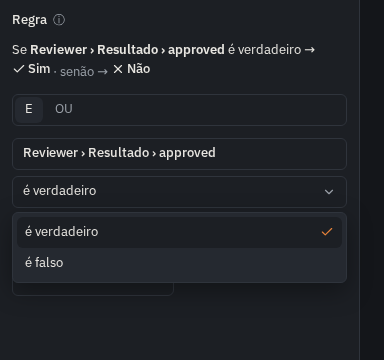 Regra ⓘ
Se Reviewer › Resultado › approved é verdadeiro →
✓ Sim · senão → ✕ Não
E OU
Reviewer › Resultado › approved
é verdadeiro
é verdadeiro
é falso